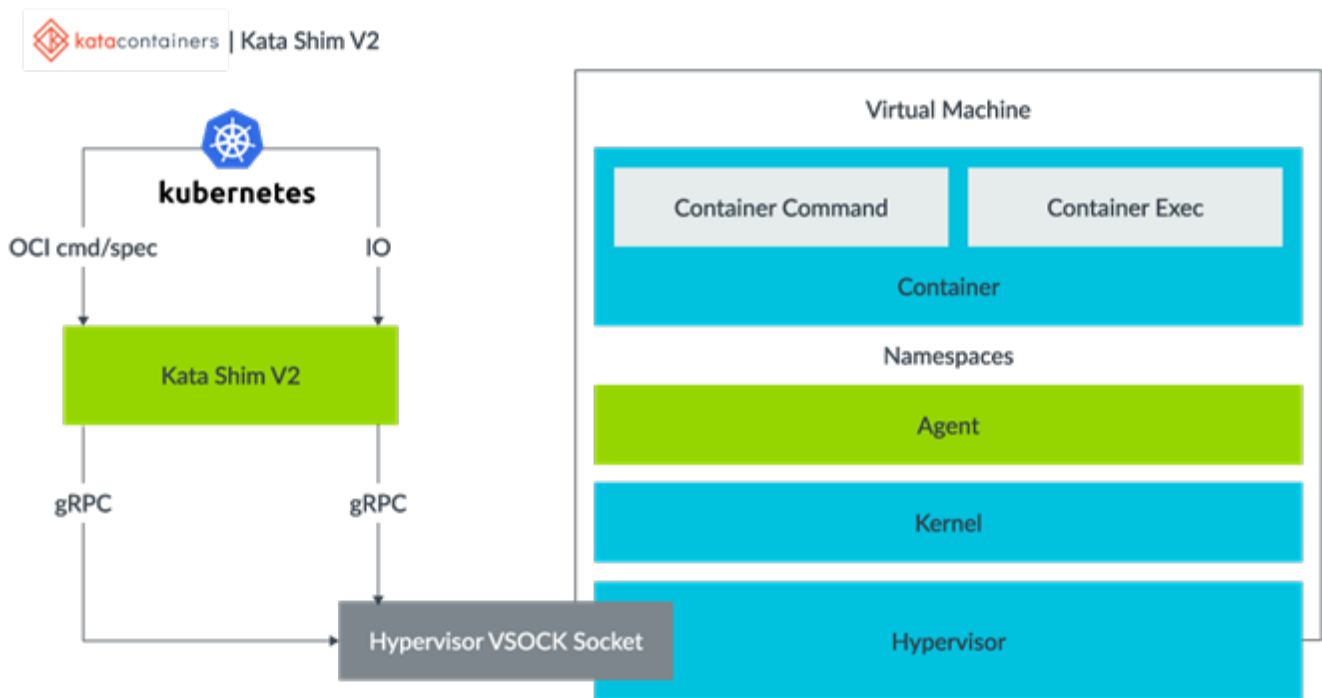 katacontainers | Kata Shim V2
Virtual Machine
kubernetes
Container Command
Container Exec
OCI cmd/spec
IO
Container
Namespaces
Kata Shim V2
Agent
gRPC
gRPC
Kernel
Hypervisor VSOCK Socket
Hypervisor